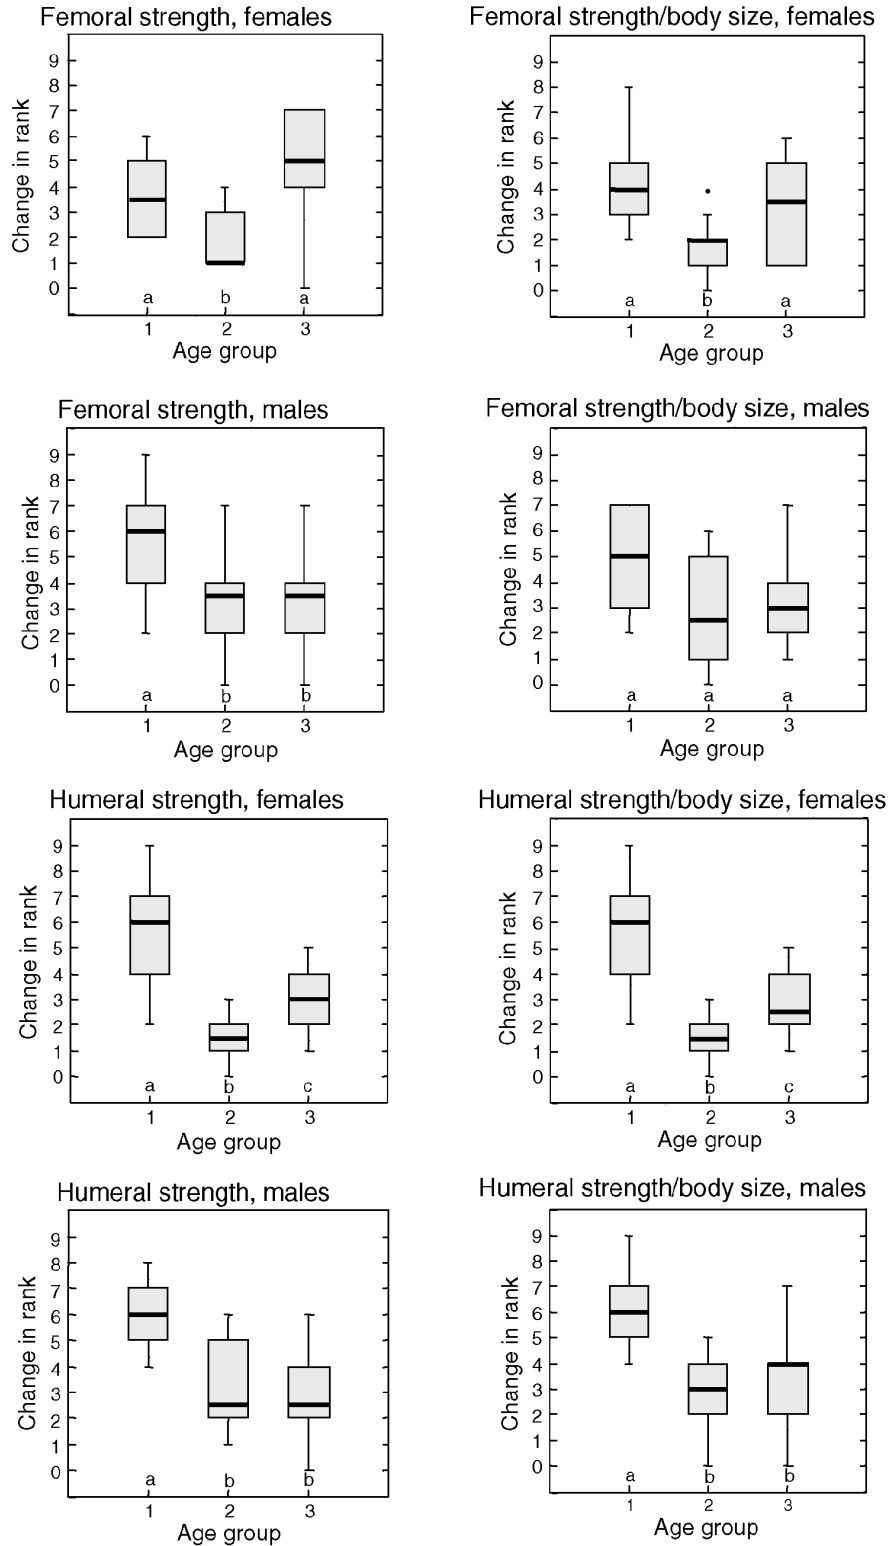 Femoral strength, females
Change in rank
9
8
7
6
5
4
3
2
1
0
a b a
1 2 3
Age group
Femoral strength/body size, females
Change in rank
9
8
7
6
5
4
3
2
1
0
a b a
1 2 3
Age group
Femoral strength, males
Change in rank
9
8
7
6
5
4
3
2
1
0
a b b
1 2 3
Age group
Femoral strength/body size, males
Change in rank
9
8
7
6
5
4
3
2
1
0
a a a
1 2 3
Age group
Humeral strength, females
Change in rank
9
8
7
6
5
4
3
2
1
0
a b c
1 2 3
Age group
Humeral strength/body size, females
Change in rank
9
8
7
6
5
4
3
2
1
0
a b c
1 2 3
Age group
Humeral strength, males
Change in rank
9
8
7
6
5
4
3
2
1
0
a b b
1 2 3
Age group
Humeral strength/body size, males
Change in rank
9
8
7
6
5
4
3
2
1
0
a b b
1 2 3
Age group